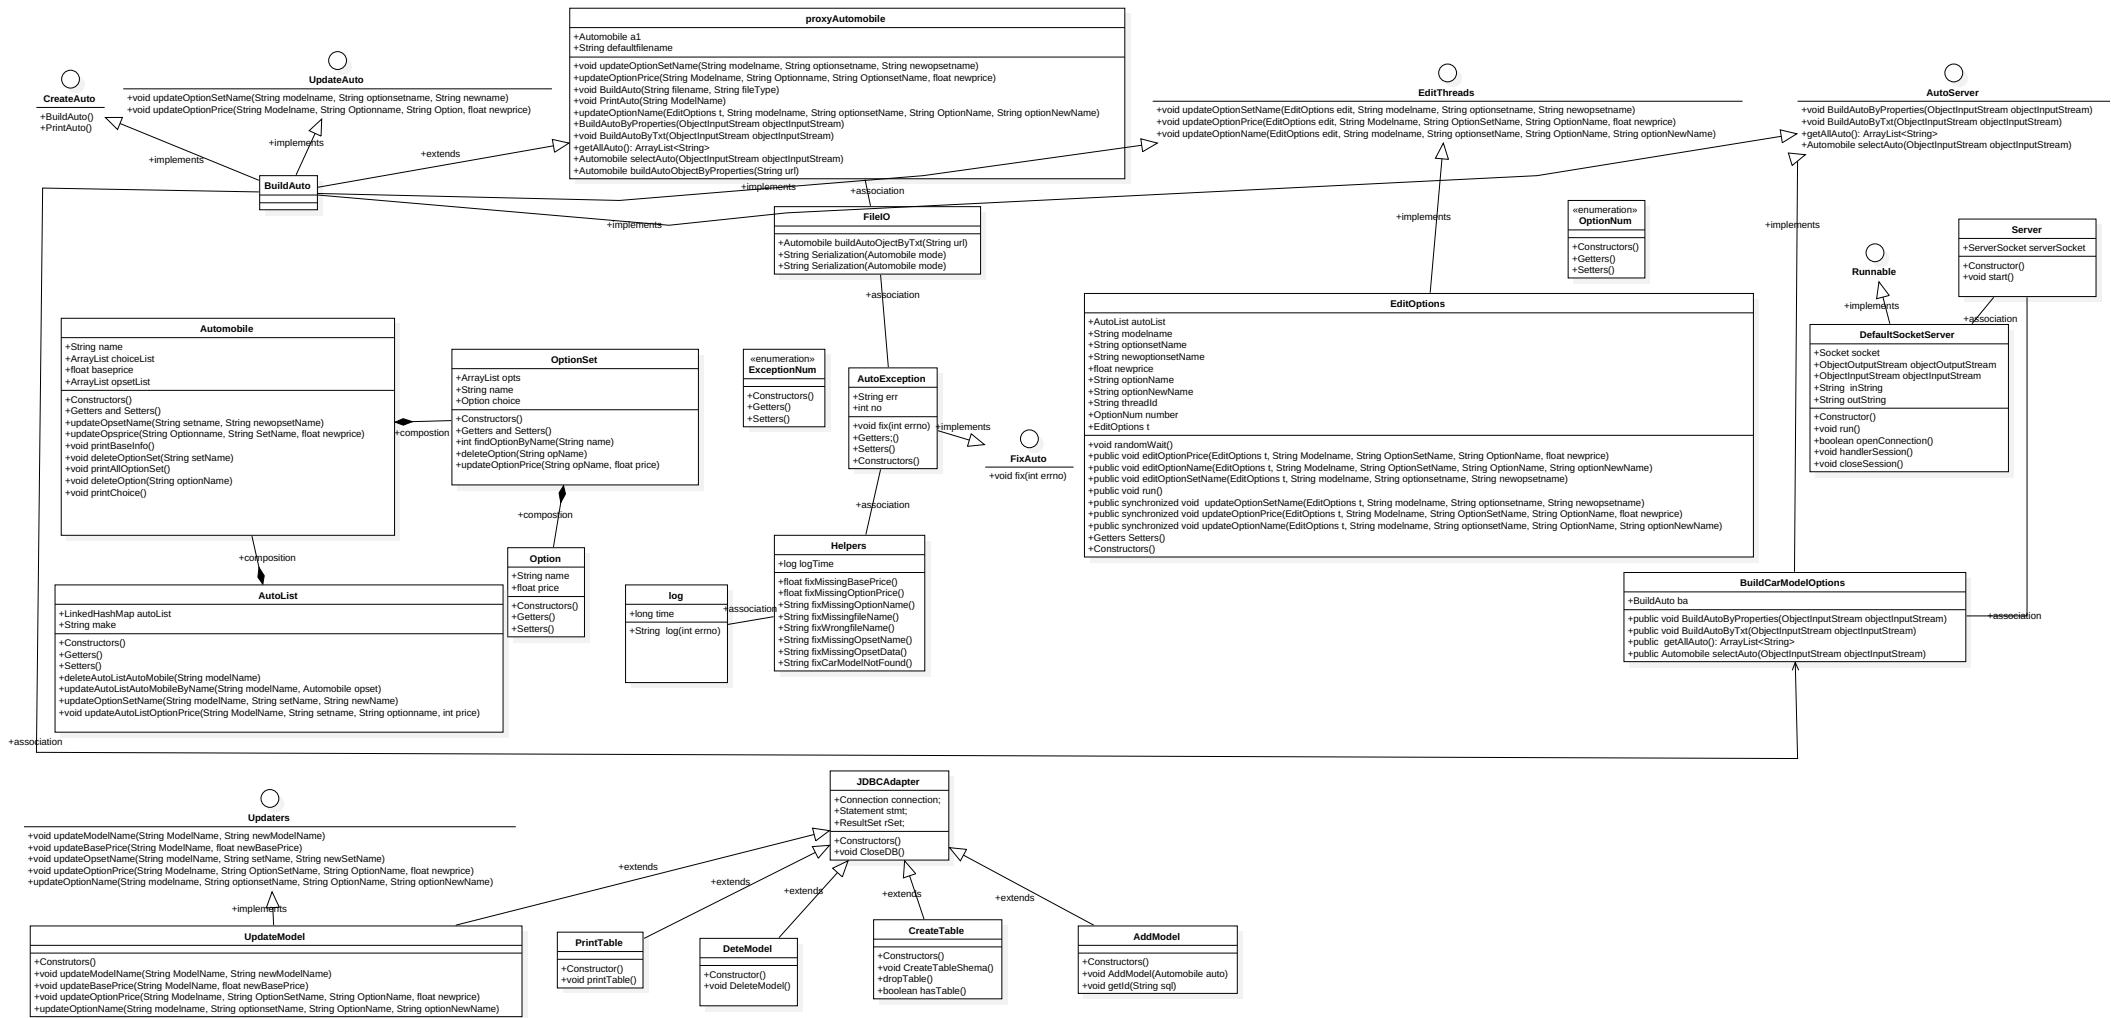 proxyAutomobile
+Automobile a1
+String defaultfilename
+void updateOptionSetName(String modelname, String optionsetname, String newopsetname)
+updateOptionPrice(String Modelname, String Optionname, String OptionsetName, float newprice)
+void BuildAuto(String filename, String fileType)
+void PrintAuto(String ModelName)
+updateOptionName(EditOptions t, String modelname, String optionsetName, String OptionName, String optionNewName)
+BuildAutoByProperties(ObjectInputStream objectInputStream)
+void BuildAutoByTxt(ObjectInputStream objectInputStream)
+getAllAuto(): ArrayList<String>
+Automobile selectAuto(ObjectInputStream objectInputStream)
+Automobile buildAutoObjectByProperties(String url)
CreateAuto
+BuildAuto()
+PrintAuto()
UpdateAuto
+void updateOptionSetName(String modelname, String optionsetname, String newname)
+void updateOptionPrice(String Modelname, String Optionname, String Option, float newprice)
EditThreads
+void updateOptionSetName(EditOptions edit, String modelname, String optionsetname, String newopsetname)
+void updateOptionPrice(EditOptions edit, String Modelname, String OptionSetName, String OptionName, float newprice)
+void updateOptionName(EditOptions edit, String modelname, String optionsetName, String OptionName, String optionNewName)
AutoServer
+void BuildAutoByProperties(ObjectInputStream objectInputStream)
+void BuildAutoByTxt(ObjectInputStream objectInputStream)
+getAllAuto(): ArrayList<String>
+Automobile selectAuto(ObjectInputStream objectInputStream)
+implements
+implements
+extends
+implements
+association
+implements
BuildAuto
FileIO
+Automobile buildAutoOjectByTxt(String url)
+String Serialization(Automobile mode)
+String Serialization(Automobile mode)
+association
+implements
+implements
«enumeration»
OptionNum
+Constructors()
+Getters()
+Setters()
Server
+ServerSocket serverSocket
+Constructor()
+void start()
Runnable
+implements
+association
DefaultSocketServer
+Socket socket
+ObjectOutputStream objectOutputStream
+ObjectInputStream objectInputStream
+String  inString
+String outString
+Constructor()
+void run()
+boolean openConnection()
+void handlerSession()
+void closeSession()
EditOptions
+AutoList autoList
+String modelname
+String optionsetName
+String newoptionsetName
+float newprice
+String optionName
+String optionNewName
+String threadId
+OptionNum number
+EditOptions t
+void randomWait()
+public void editOptionPrice(EditOptions t, String Modelname, String OptionSetName, String OptionName, float newprice)
+public void editOptionName(EditOptions t, String Modelname, String OptionSetName, String OptionName, String optionNewName)
+public void editOptionSetName(EditOptions t, String modelname, String optionsetname, String newopsetname)
+public void run()
+public synchronized void  updateOptionSetName(EditOptions t, String modelname, String optionsetname, String newopsetname)
+public synchronized void updateOptionPrice(EditOptions t, String Modelname, String OptionSetName, String OptionName, float newprice)
+public synchronized void updateOptionName(EditOptions t, String modelname, String optionsetName, String OptionName, String optionNewName)
+Getters Setters()
+Constructors()
Automobile
+String name
+ArrayList choiceList
+float baseprice
+ArrayList opsetList
+Constructors()
+Getters and Setters()
+updateOpsetName(String setname, String newopsetName)
+updateOpsprice(String Optionname, String SetName, float newprice)
+void printBaseInfo()
+void deleteOptionSet(String setName)
+void printAllOptionSet()
+void deleteOption(String optionName)
+void printChoice()
+compostion
OptionSet
+ArrayList opts
+String name
+Option choice
+Constructors()
+Getters and Setters()
+int findOptionByName(String name)
+deleteOption(String opName)
+updateOptionPrice(String opName, float price)
+compostion
Option
+String name
+float price
+Constructors()
+Getters()
+Setters()
«enumeration»
ExceptionNum
+Constructors()
+Getters()
+Setters()
AutoException
+String err
+int no
+void fix(int errno)
+Getters;()
+Setters()
+Constructors()
+implements
FixAuto
+void fix(int errno)
+association
Helpers
+log logTime
+float fixMissingBasePrice()
+float fixMissingOptionPrice()
+String fixMissingOptionName()
+String fixMissingfileName()
+String fixWrongfileName()
+String fixMissingOpsetName()
+String fixMissingOpsetData()
+String fixCarModelNotFound()
log
+long time
+String  log(int errno)
+association
+composition
AutoList
+LinkedHashMap autoList
+String make
+Constructors()
+Getters()
+Setters()
+deleteAutoListAutoMobile(String modelName)
+updateAutoListAutoMobileByName(String modelName, Automobile opset)
+updateOptionSetName(String modelname, String setName, String newName)
+void updateAutoListOptionPrice(String ModelName, String setname, String optionname, int price)
BuildCarModelOptions
+BuildAuto ba
+public void BuildAutoByProperties(ObjectInputStream objectInputStream)
+public void BuildAutoByTxt(ObjectInputStream objectInputStream)
+public  getAllAuto(): ArrayList<String>
+public Automobile selectAuto(ObjectInputStream objectInputStream)
+association
+association
Updaters
+void updateModelName(String ModelName, String newModelName)
+void updateBasePrice(String ModelName, float newBasePrice)
+void updateOpsetName(String modelName, String setName, String newSetName)
+void updateOptionPrice(String Modelname, String OptionSetName, String OptionName, float newprice)
+updateOptionName(String modelname, String optionsetName, String OptionName, String optionNewName)
+implements
JDBCAdapter
+Connection connection;
+Statement stmt;
+ResultSet rSet;
+Constructors()
+void CloseDB()
+extends
+extends
+extends
+extends
+extends
UpdateModel
+Construtors()
+void updateModelName(String ModelName, String newModelName)
+void updateBasePrice(String ModelName, float newBasePrice)
+void updateOptionPrice(String Modelname, String OptionSetName, String OptionName, float newprice)
+updateOptionName(String modelname, String optionsetName, String OptionName, String optionNewName)
PrintTable
+Constructor()
+void printTable()
DeteModel
+Constructor()
+void DeleteModel()
CreateTable
+Constructors()
+void CreateTableShema()
+dropTable()
+boolean hasTable()
AddModel
+Constructors()
+void AddModel(Automobile auto)
+void getId(String sql)